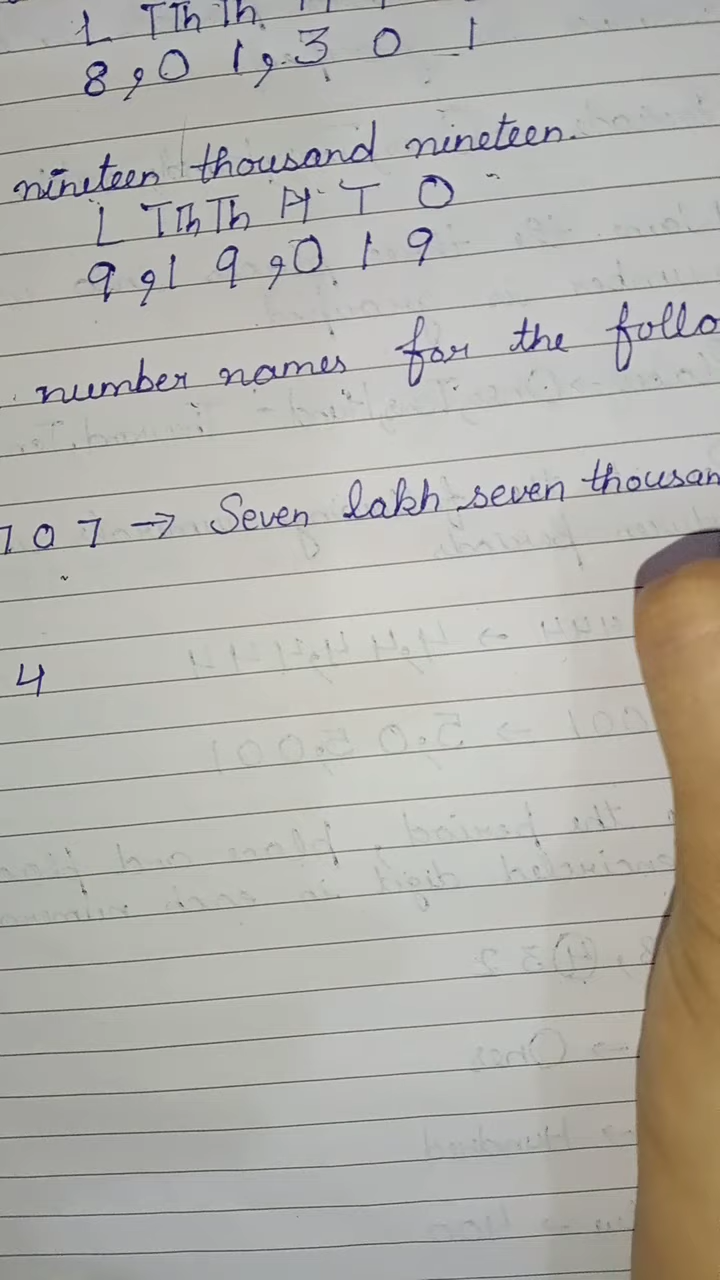 L TTh Th H
8,01,301
nineteen thousand nineteen.
L TTh Th H T O
9,19,019
number names for the follo
707 → Seven lakh seven thousan
4